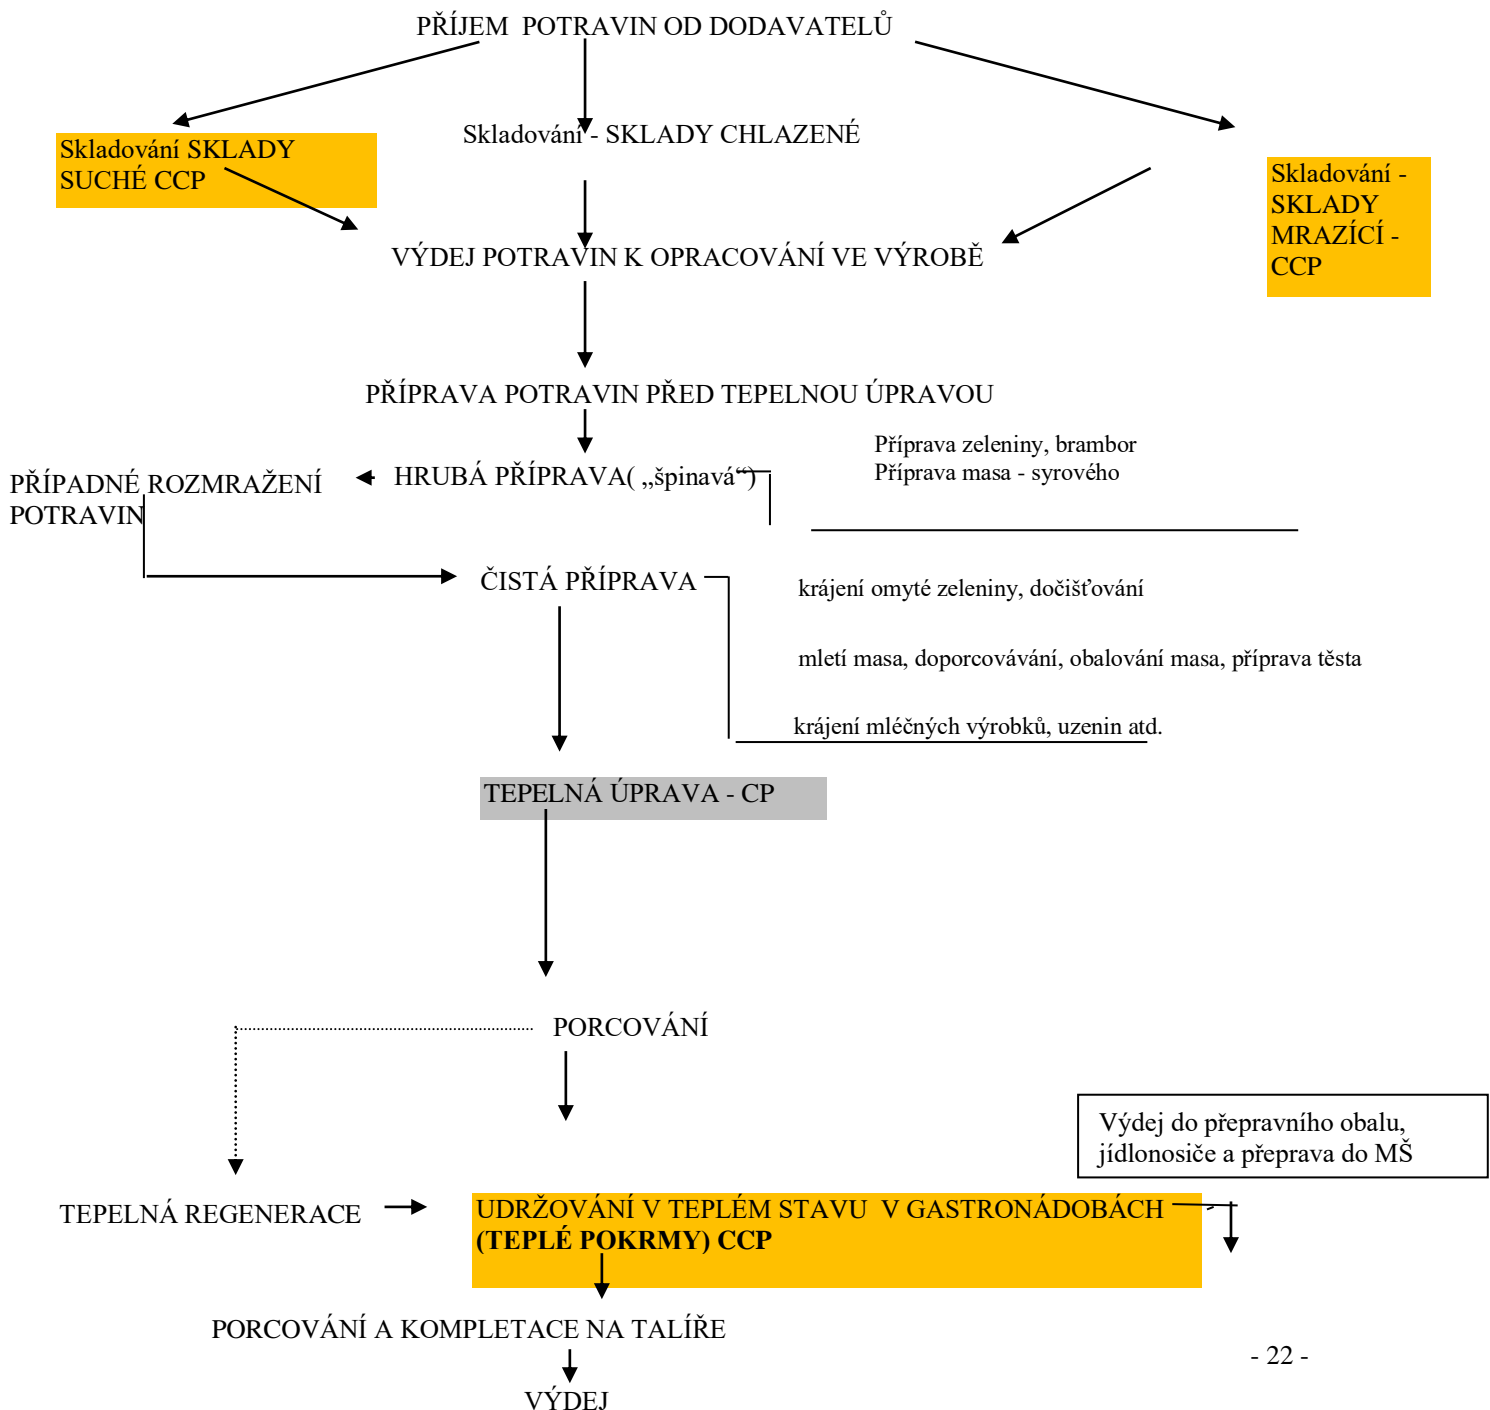 PŘÍJEM  POTRAVIN OD DODAVATELŮ
Skladování - SKLADY CHLAZENÉ
Skladování SKLADY
SUCHÉ CCP
Skladování -
SKLADY
MRAZÍCÍ -
CCP
VÝDEJ POTRAVIN K OPRACOVÁNÍ VE VÝROBĚ
PŘÍPRAVA POTRAVIN PŘED TEPELNOU ÚPRAVOU
Příprava zeleniny, brambor
Příprava masa - syrového
HRUBÁ PŘÍPRAVA( „špinavá“)
PŘÍPADNÉ ROZMRAŽENÍ
POTRAVIN
ČISTÁ PŘÍPRAVA
krájení omyté zeleniny, dočišťování
mletí masa, doporcovávání, obalování masa, příprava těsta
krájení mléčných výrobků, uzenin atd.
TEPELNÁ ÚPRAVA - CP
PORCOVÁNÍ
Výdej do přepravního obalu,
jídlonosiče a přeprava do MŠ
TEPELNÁ REGENERACE
UDRŽOVÁNÍ V TEPLÉM STAVU  V GASTRONÁDOBÁCH
(TEPLÉ POKRMY) CCP
PORCOVÁNÍ A KOMPLETACE NA TALÍŘE
- 22 -
VÝDEJ